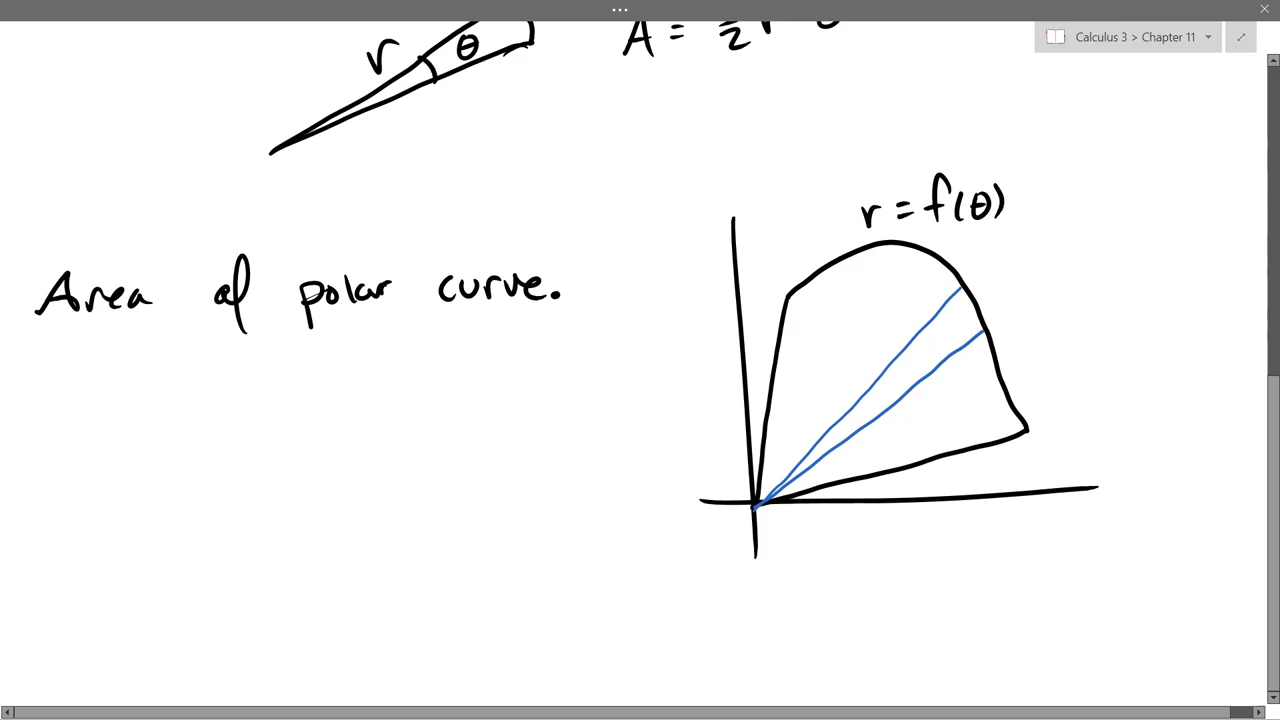 Calculus 3 > Chapter 11
r
θ
A =
r = f(θ)
Area of polar curve.